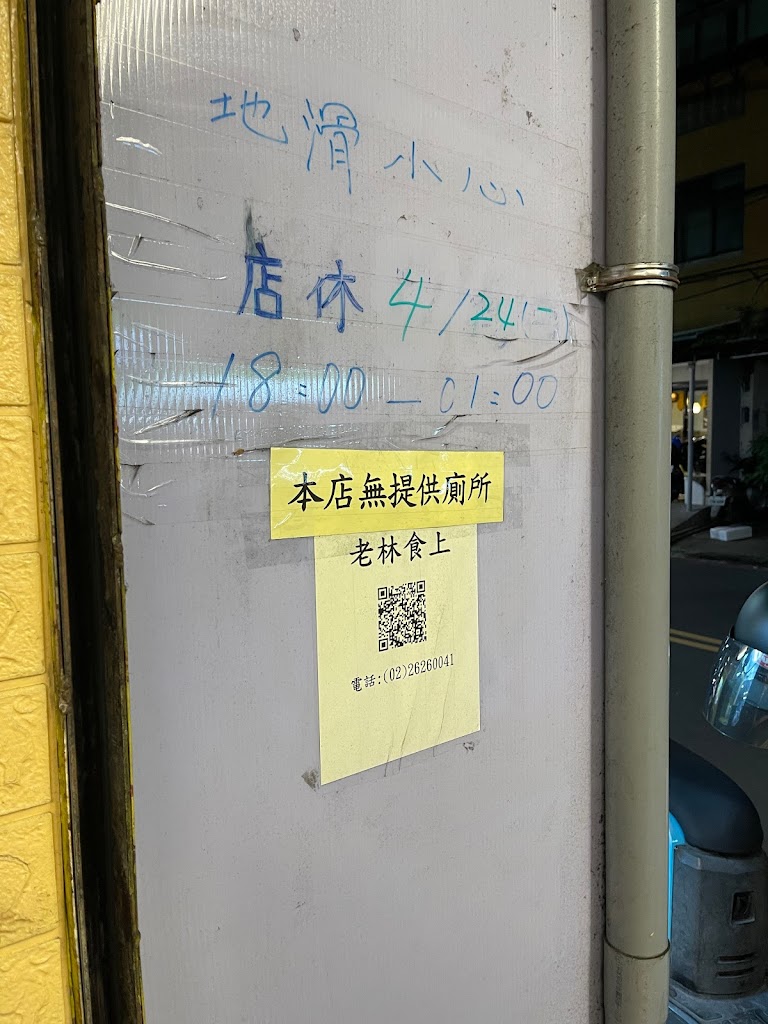 地滑小心
店休 4/24(一)
18:00－01:00
本店無提供廁所
老林食上
電話:(02)26260041